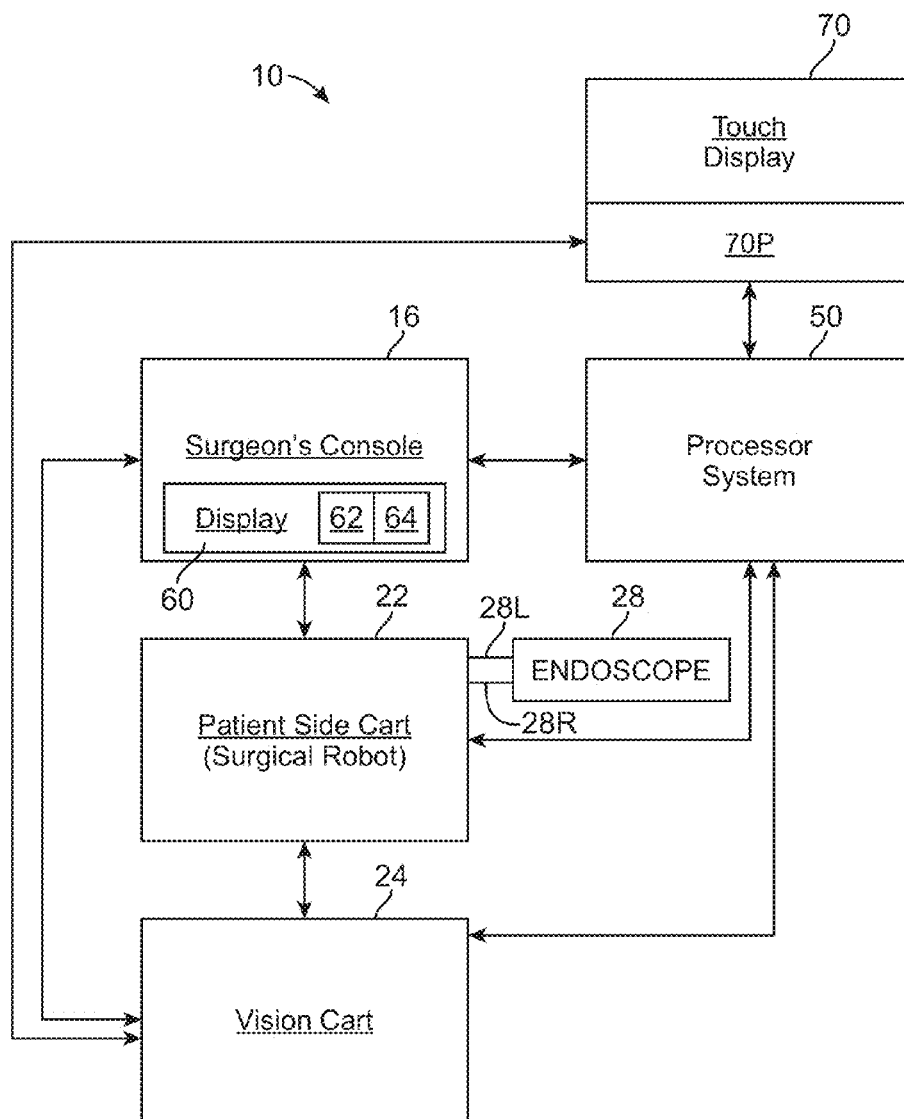 70
10
Touch
Display
70P
16
50
Surgeon's Console
Processor
System
Display 62 64
60
22
28L
28
ENDOSCOPE
28R
Patient Side Cart
(Surgical Robot)
24
Vision Cart